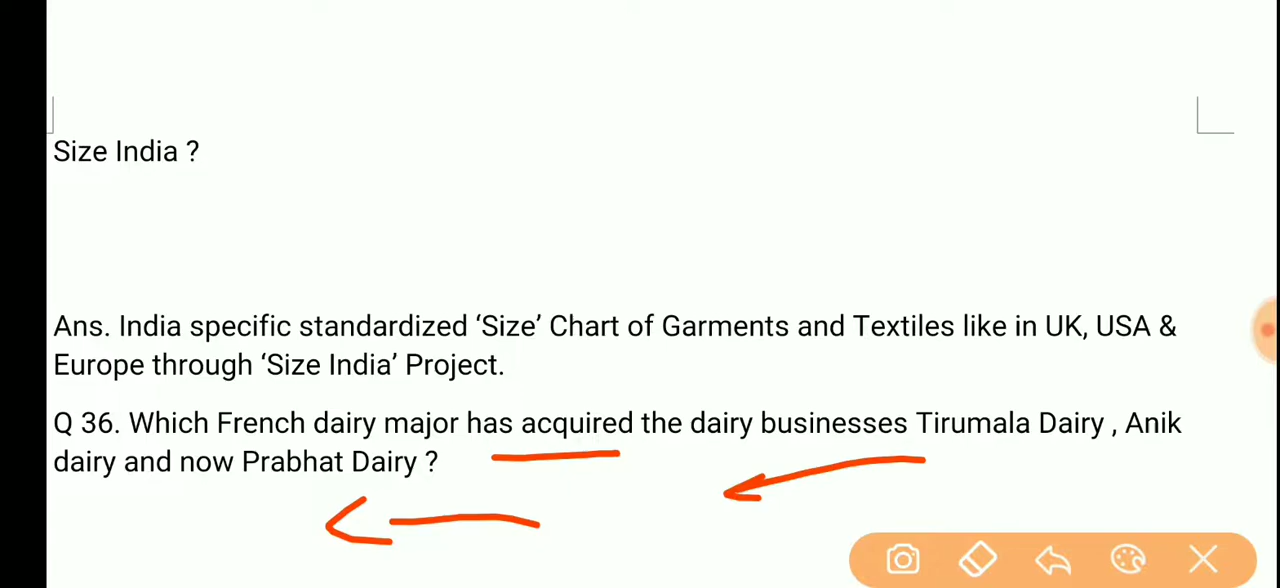 Size India ?
Ans. India specific standardized ‘Size’ Chart of Garments and Textiles like in UK, USA &
Europe through ‘Size India’ Project.
Q 36. Which French dairy major has acquired the dairy businesses Tirumala Dairy , Anik
dairy and now Prabhat Dairy ?